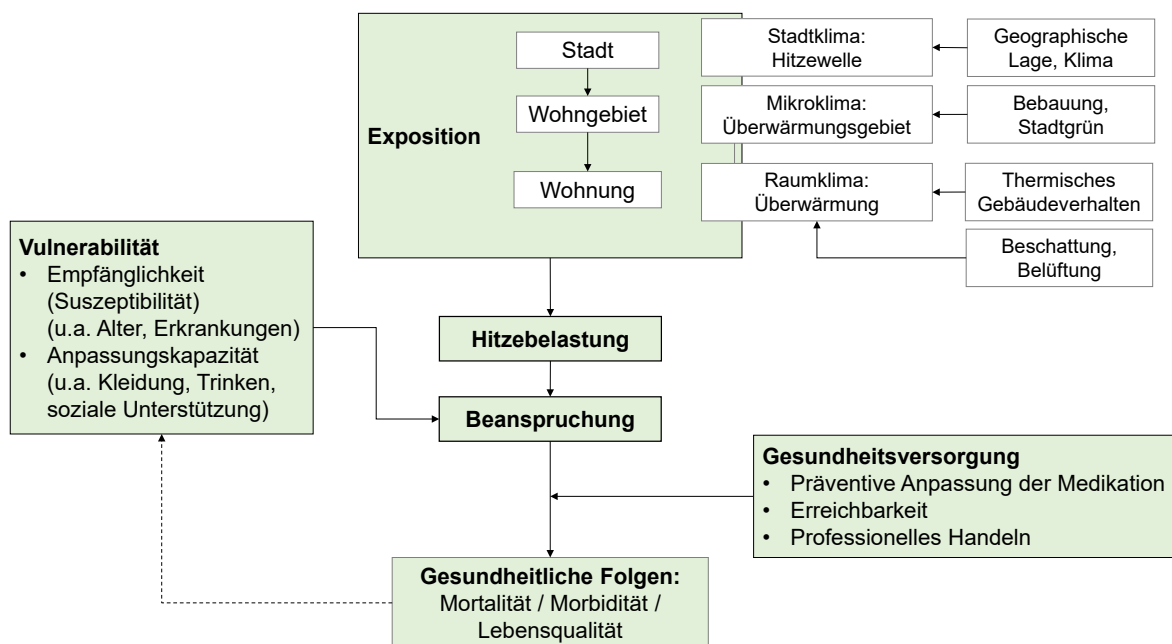 Exposition
Stadt
Wohngebiet
Wohnung
Stadtklima:
Hitzewelle
Geographische
Lage, Klima
Mikroklima:
Überwärmungsgebiet
Bebauung,
Stadtgrün
Raumklima:
Überwärmung
Thermisches
Gebäudeverhalten
Beschattung,
Belüftung
Vulnerabilität
• Empfänglichkeit
(Suszeptibilität)
(u.a. Alter, Erkrankungen)
• Anpassungskapazität
(u.a. Kleidung, Trinken,
soziale Unterstützung)
Hitzebelastung
Beanspruchung
Gesundheitsversorgung
• Präventive Anpassung der Medikation
• Erreichbarkeit
• Professionelles Handeln
Gesundheitliche Folgen:
Mortalität / Morbidität /
Lebensqualität